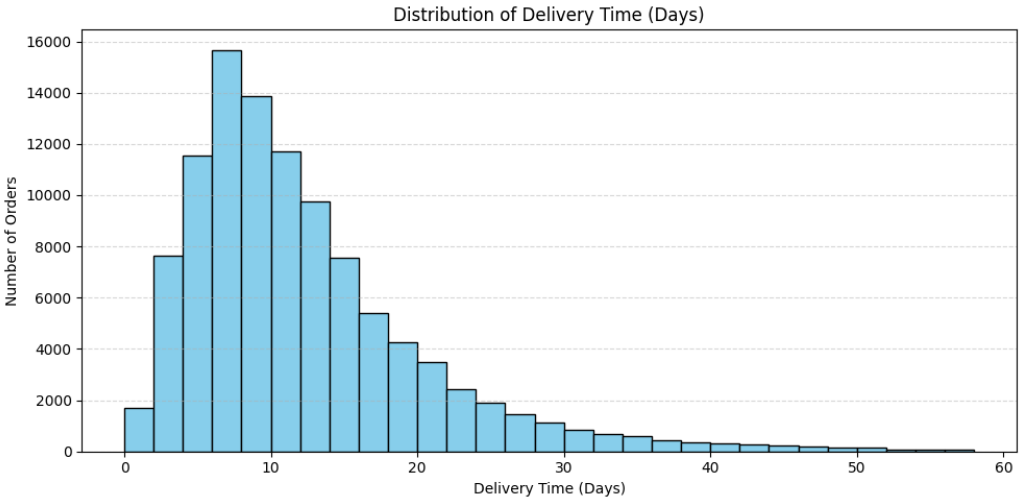 Distribution of Delivery Time (Days)
16000
14000
12000
10000
8000
6000
4000
2000
0
Number of Orders
0 10 20 30 40 50 60
Delivery Time (Days)